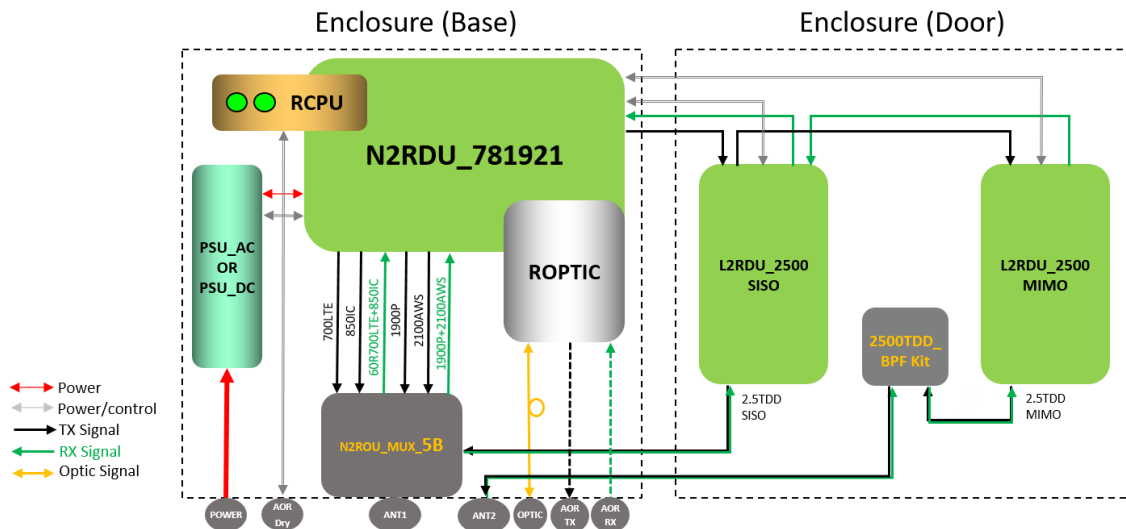 Enclosure (Base)
Enclosure (Door)
RCPU
N2RDU_781921
PSU_AC
OR
PSU_DC
ROPTIC
L2RDU_2500
SISO
L2RDU_2500
MIMO
700LTE
850IC
60R700LTE+850IC
1900P
2100AWS
1900P+2100AWS
2500TDD_
BPF Kit
Power
Power/control
TX Signal
RX Signal
Optic Signal
2.5TDD
SISO
2.5TDD
MIMO
N2ROU_MUX_5B
POWER
AOR
Dry
ANT1
ANT2
OPTIC
AOR
TX
AOR
RX